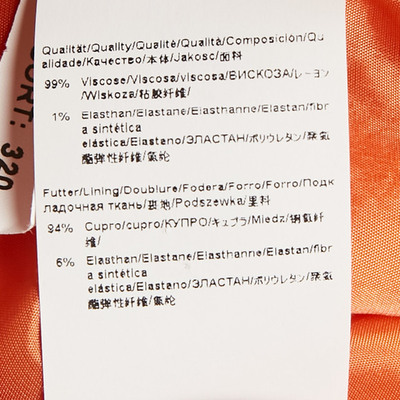 Qualität/Quality/Qualité/Qualità/Composición/Qu
alidade/Качество/本体/Jakosc/面料
99% Viscose/Viscosa/viscosa/ВИСКОЗА/レーヨン
/Wiskoza/粘胶纤维/
1% Elasthan/Elastane/Elasthanne/Elastan/fibr
a sintética
elástica/Elastano/ЭЛАСТАН/ポリウレタン/聚氨
酯弹性纤维/氨纶
Futter/Lining/Doublure/Fodera/Forro/Forro/Подк
ладочная ткань/裏地/Podszewka/里料
94% Cupro/cupro/КУПРО/キュプラ/Miedz/铜氨纤
维/
6% Elasthan/Elastane/Elasthanne/Elastan/fibr
a sintética
elástica/Elastano/ЭЛАСТАН/ポリウレタン/聚氨
酯弹性纤维/氨纶
CORT: 320